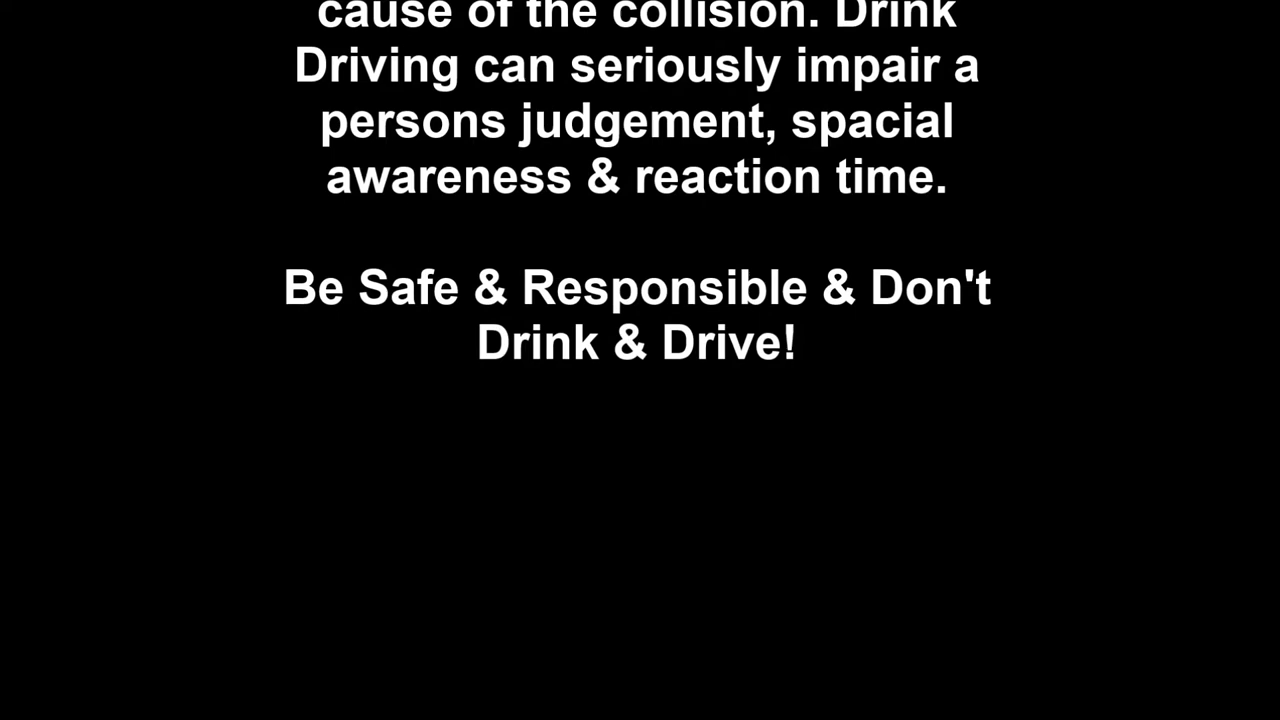 cause of the collision. Drink
Driving can seriously impair a
persons judgement, spacial
awareness & reaction time.
Be Safe & Responsible & Don't
Drink & Drive!